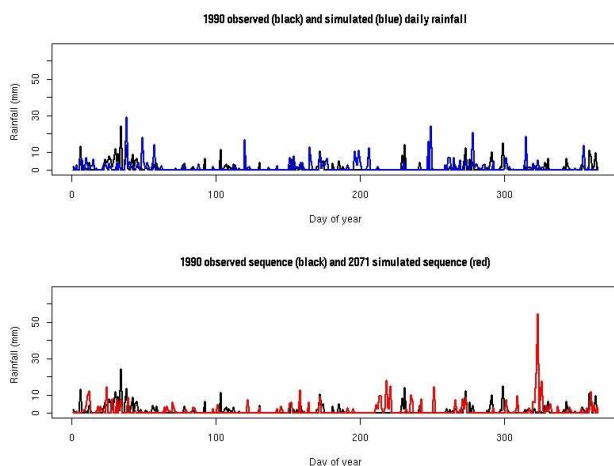 1990 observed (black) and simulated (blue) daily rainfall
Rainfall (mm)
50
30
10
0
0 100 200 300
Day of year
1990 observed sequence (black) and 2071 simulated sequence (red)
Rainfall (mm)
50
30
10
0
0 100 200 300
Day of year